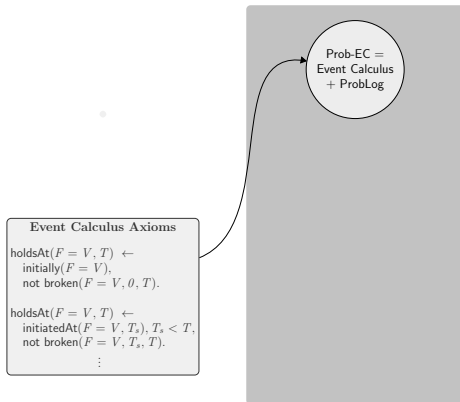 Prob-EC =
Event Calculus
+ ProbLog
Event Calculus Axioms
holdsAt(F = V, T) ←
initially(F = V),
not broken(F = V, 0, T).
holdsAt(F = V, T) ←
initiatedAt(F = V, Tₛ), Tₛ < T,
not broken(F = V, Tₛ, T).
⋮